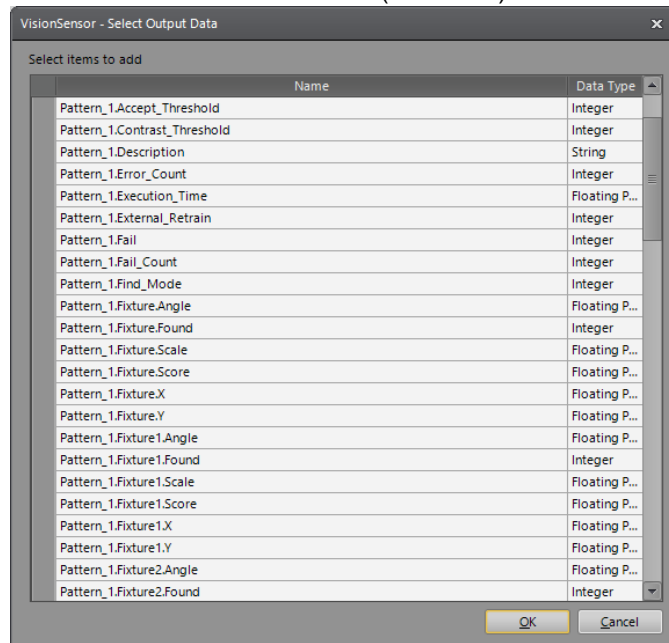 VisionSensor - Select Output Data x
Select items to add
Name Data Type
Pattern_1.Accept_Threshold Integer
Pattern_1.Contrast_Threshold Integer
Pattern_1.Description String
Pattern_1.Error_Count Integer
Pattern_1.Execution_Time Floating P...
Pattern_1.External_Retrain Integer
Pattern_1.Fail Integer
Pattern_1.Fail_Count Integer
Pattern_1.Find_Mode Integer
Pattern_1.Fixture.Angle Floating P...
Pattern_1.Fixture.Found Integer
Pattern_1.Fixture.Scale Floating P...
Pattern_1.Fixture.Score Floating P...
Pattern_1.Fixture.X Floating P...
Pattern_1.Fixture.Y Floating P...
Pattern_1.Fixture1.Angle Floating P...
Pattern_1.Fixture1.Found Integer
Pattern_1.Fixture1.Scale Floating P...
Pattern_1.Fixture1.Score Floating P...
Pattern_1.Fixture1.X Floating P...
Pattern_1.Fixture1.Y Floating P...
Pattern_1.Fixture2.Angle Floating P...
Pattern_1.Fixture2.Found Integer
OK Cancel